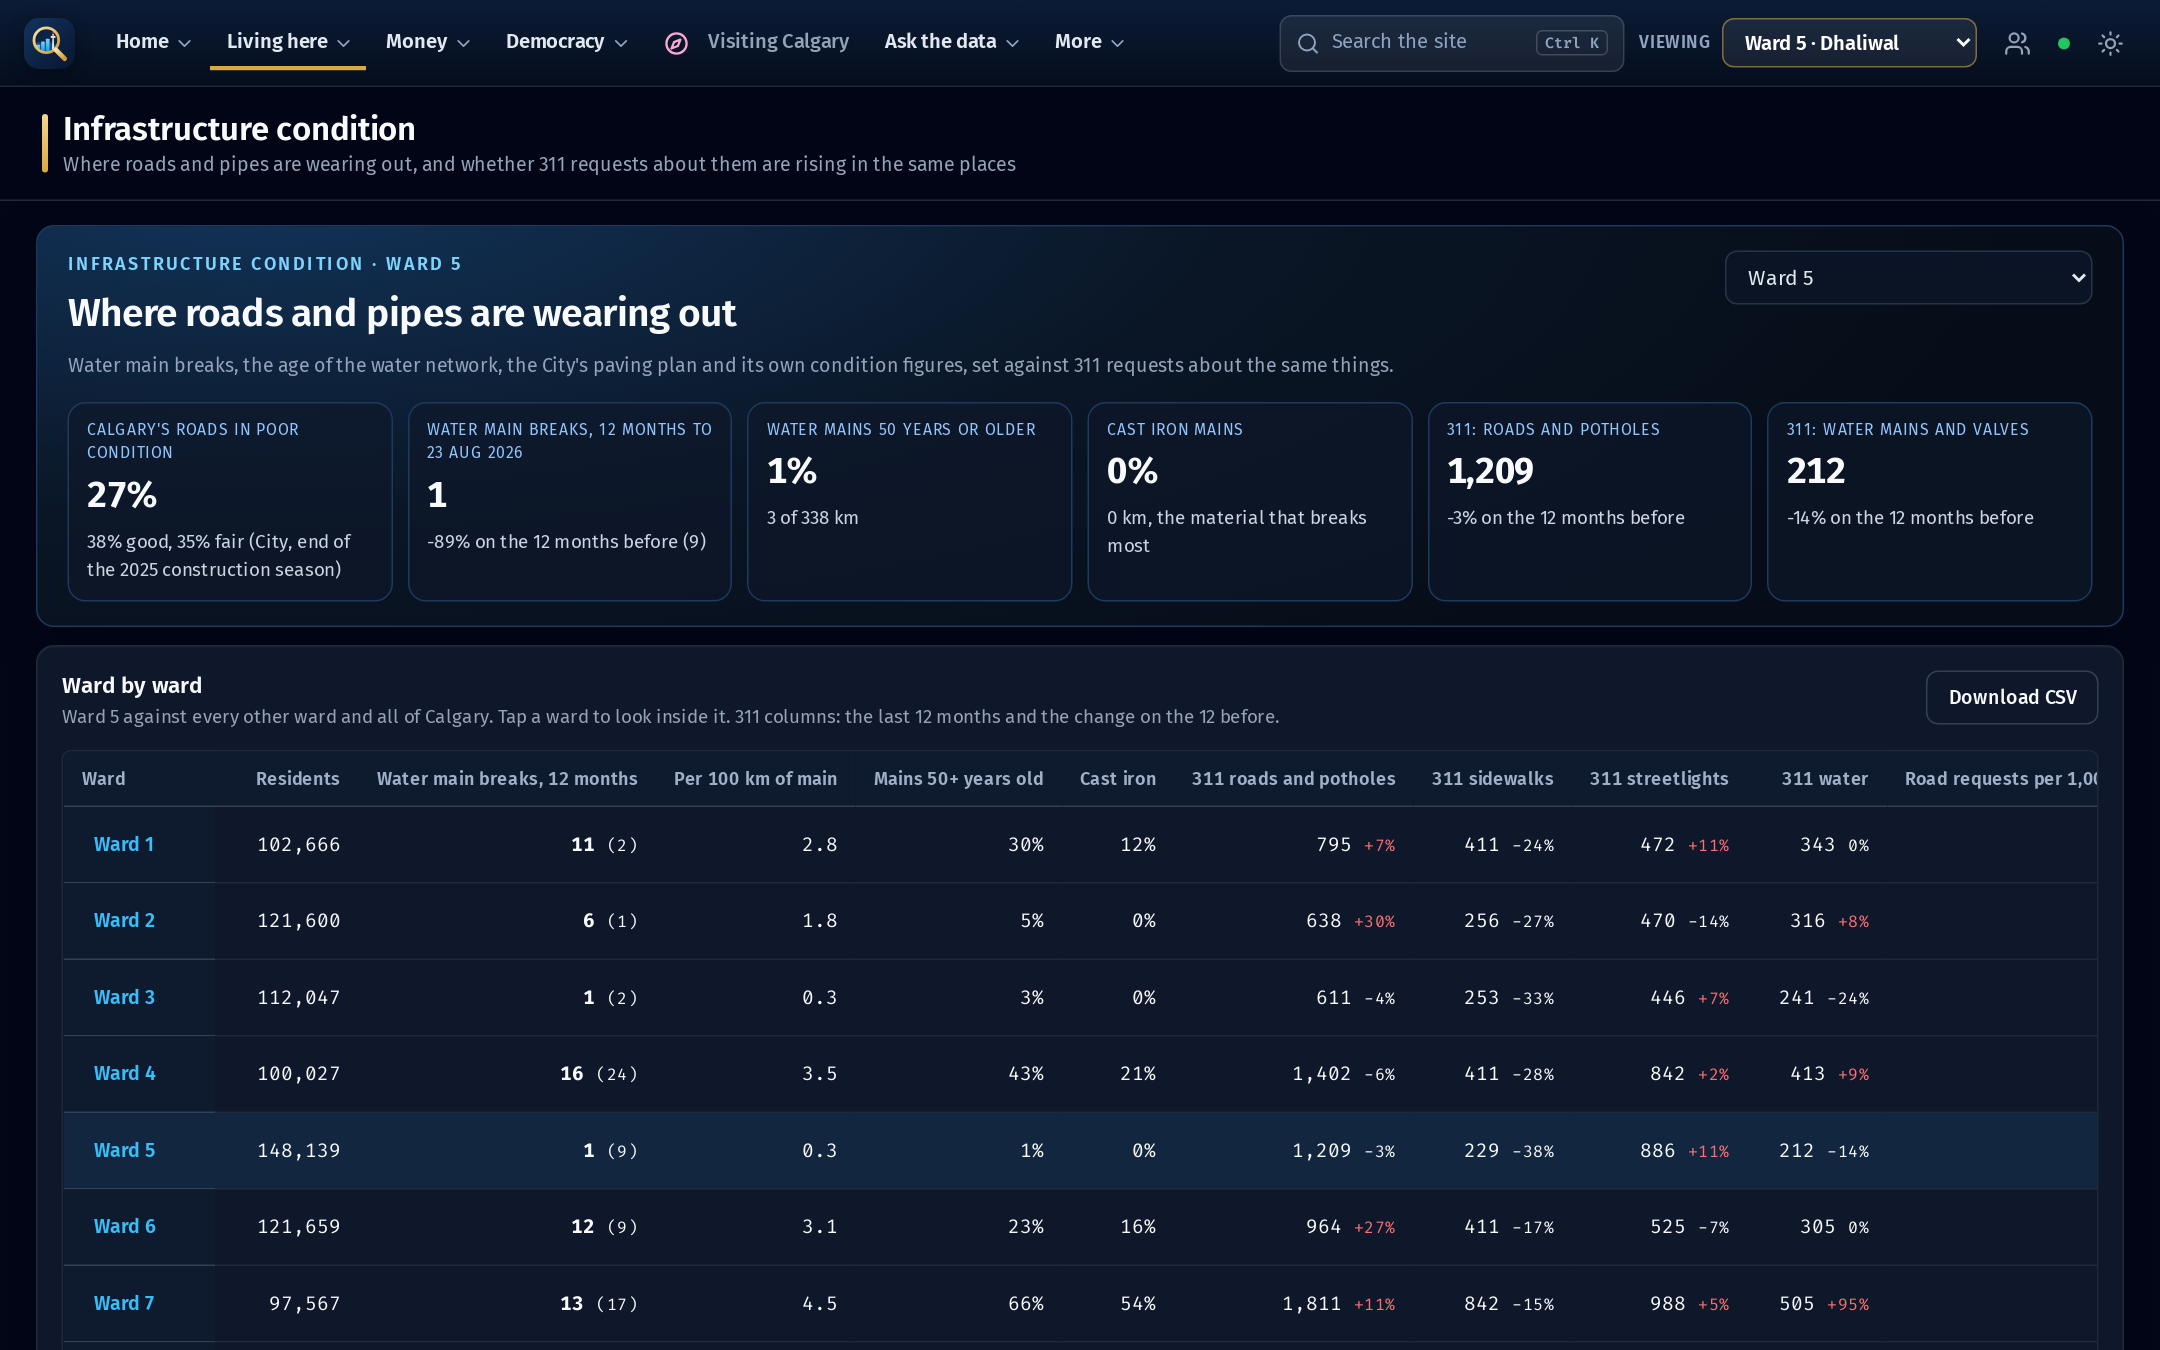 Home
Living here
Money
Democracy
Visiting Calgary
Ask the data
More
Search the site
Ctrl K
VIEWING
Ward 5 · Dhaliwal
Infrastructure condition
Where roads and pipes are wearing out, and whether 311 requests about them are rising in the same places
INFRASTRUCTURE CONDITION · WARD 5
Ward 5
Where roads and pipes are wearing out
Water main breaks, the age of the water network, the City's paving plan and its own condition figures, set against 311 requests about the same things.
CALGARY'S ROADS IN POOR
CONDITION
27%
38% good, 35% fair (City, end of
the 2025 construction season)
WATER MAIN BREAKS, 12 MONTHS TO
23 AUG 2026
1
-89% on the 12 months before (9)
WATER MAINS 50 YEARS OR OLDER
1%
3 of 338 km
CAST IRON MAINS
0%
0 km, the material that breaks
most
311: ROADS AND POTHOLES
1,209
-3% on the 12 months before
311: WATER MAINS AND VALVES
212
-14% on the 12 months before
Ward by ward
Ward 5 against every other ward and all of Calgary. Tap a ward to look inside it. 311 columns: the last 12 months and the change on the 12 before.
Download CSV
Ward Residents Water main breaks, 12 months Per 100 km of main Mains 50+ years old Cast iron 311 roads and potholes 311 sidewalks 311 streetlights 311 water Road requests per 1,00
Ward 1 102,666 11 (2) 2.8 30% 12% 795 +7% 411 -24% 472 +11% 343 0%
Ward 2 121,600 6 (1) 1.8 5% 0% 638 +30% 256 -27% 470 -14% 316 +8%
Ward 3 112,047 1 (2) 0.3 3% 0% 611 -4% 253 -33% 446 +7% 241 -24%
Ward 4 100,027 16 (24) 3.5 43% 21% 1,402 -6% 411 -28% 842 +2% 413 +9%
Ward 5 148,139 1 (9) 0.3 1% 0% 1,209 -3% 229 -38% 886 +11% 212 -14%
Ward 6 121,659 12 (9) 3.1 23% 16% 964 +27% 411 -17% 525 -7% 305 0%
Ward 7 97,567 13 (17) 4.5 66% 54% 1,811 +11% 842 -15% 988 +5% 505 +95%